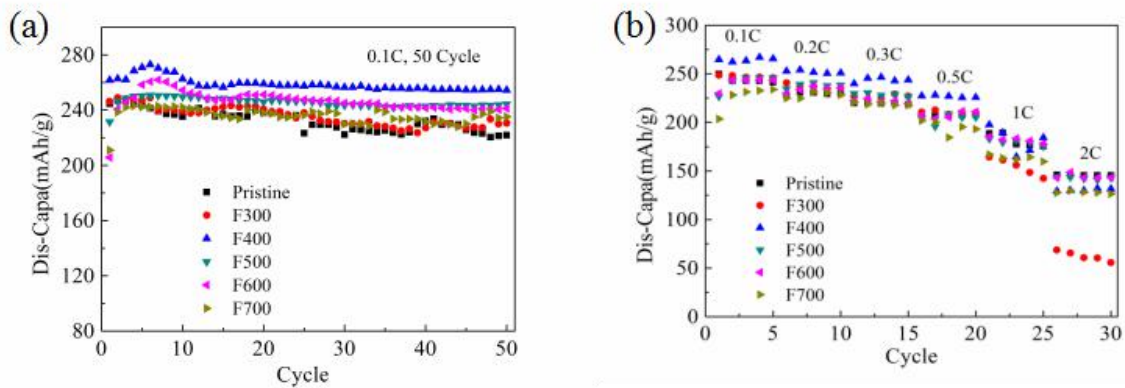 (a)
280
240
200
160
120
80
Dis-Capa(mAh/g)
0.1C, 50 Cycle
Pristine
F300
F400
F500
F600
F700
0 10 20 30 40 50
Cycle
(b)
300
250
200
150
100
50
0
Dis-Capa(mAh/g)
0.1C
0.2C
0.3C
0.5C
1C
2C
Pristine
F300
F400
F500
F600
F700
0 5 10 15 20 25 30
Cycle